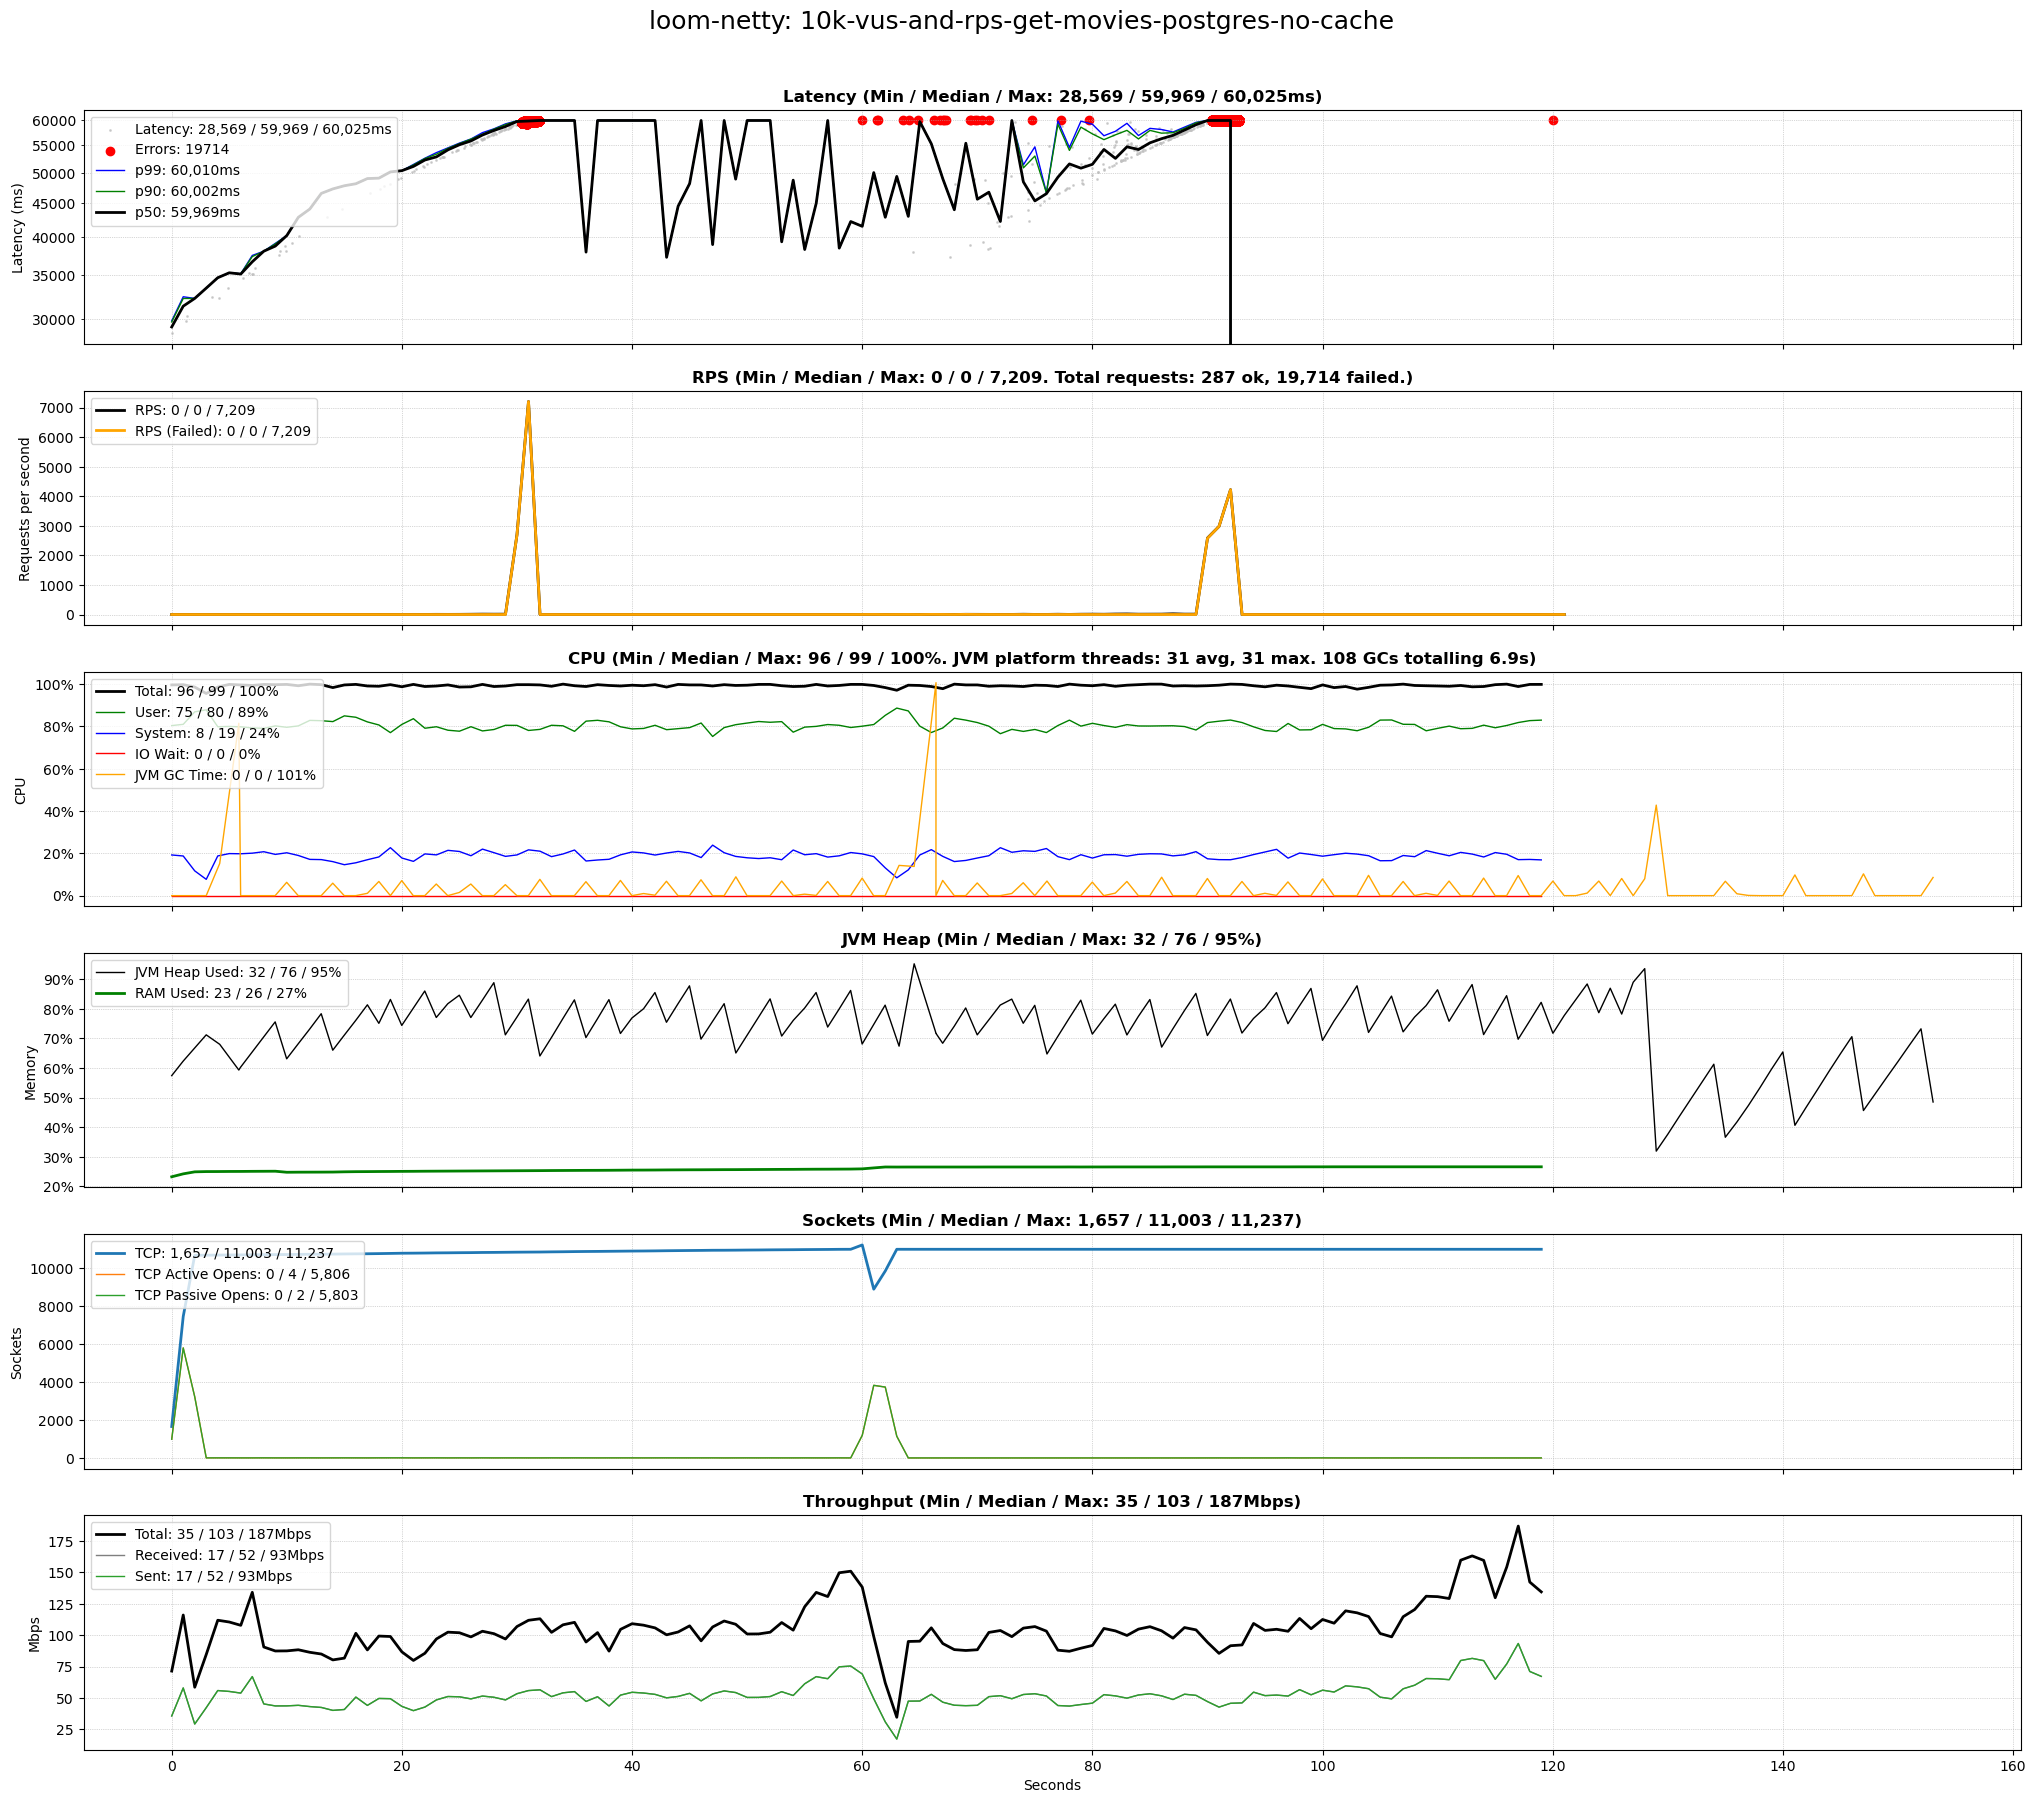 loom-netty: 10k-vus-and-rps-get-movies-postgres-no-cache
Latency (Min / Median / Max: 28,569 / 59,969 / 60,025ms)
Latency (ms)
60000
55000
50000
45000
40000
35000
30000
Latency: 28,569 / 59,969 / 60,025ms
Errors: 19714
p99: 60,010ms
p90: 60,002ms
p50: 59,969ms
RPS (Min / Median / Max: 0 / 0 / 7,209. Total requests: 287 ok, 19,714 failed.)
Requests per second
7000
6000
5000
4000
3000
2000
1000
0
RPS: 0 / 0 / 7,209
RPS (Failed): 0 / 0 / 7,209
CPU (Min / Median / Max: 96 / 99 / 100%. JVM platform threads: 31 avg, 31 max. 108 GCs totalling 6.9s)
CPU
100%
80%
60%
40%
20%
0%
Total: 96 / 99 / 100%
User: 75 / 80 / 89%
System: 8 / 19 / 24%
IO Wait: 0 / 0 / 0%
JVM GC Time: 0 / 0 / 101%
JVM Heap (Min / Median / Max: 32 / 76 / 95%)
Memory
90%
80%
70%
60%
50%
40%
30%
20%
JVM Heap Used: 32 / 76 / 95%
RAM Used: 23 / 26 / 27%
Sockets (Min / Median / Max: 1,657 / 11,003 / 11,237)
Sockets
10000
8000
6000
4000
2000
0
TCP: 1,657 / 11,003 / 11,237
TCP Active Opens: 0 / 4 / 5,806
TCP Passive Opens: 0 / 2 / 5,803
Throughput (Min / Median / Max: 35 / 103 / 187Mbps)
Mbps
175
150
125
100
75
50
25
Total: 35 / 103 / 187Mbps
Received: 17 / 52 / 93Mbps
Sent: 17 / 52 / 93Mbps
0 20 40 60 80 100 120 140 160
Seconds